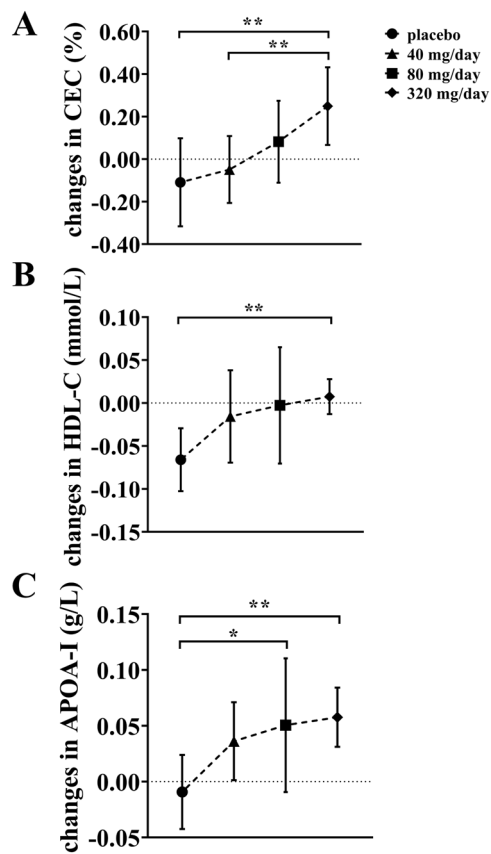 A
changes in CEC (%)
0.60
0.40
0.20
0.00
-0.20
-0.40
**
**
placebo
40 mg/day
80 mg/day
320 mg/day
B
changes in HDL-C (mmol/L)
0.10
0.05
0.00
-0.05
-0.10
-0.15
**
C
changes in APOA-I (g/L)
0.15
0.10
0.05
0.00
-0.05
**
*